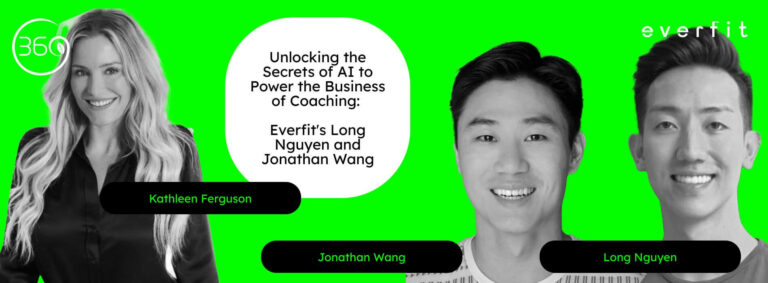 360
everfit
Unlocking the
Secrets of AI to
Power the Business
of Coaching:
Everfit's Long
Nguyen and
Jonathan Wang
Kathleen Ferguson
Jonathan Wang
Long Nguyen